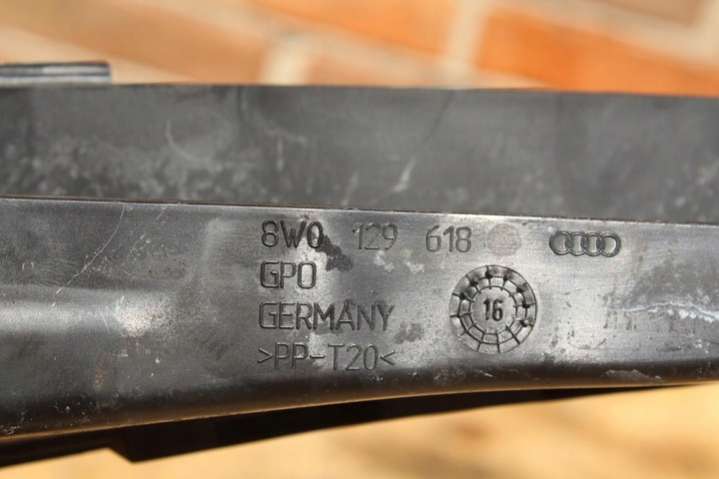 8W0 129 618
GPO
GERMANY
>PP-T20<
16